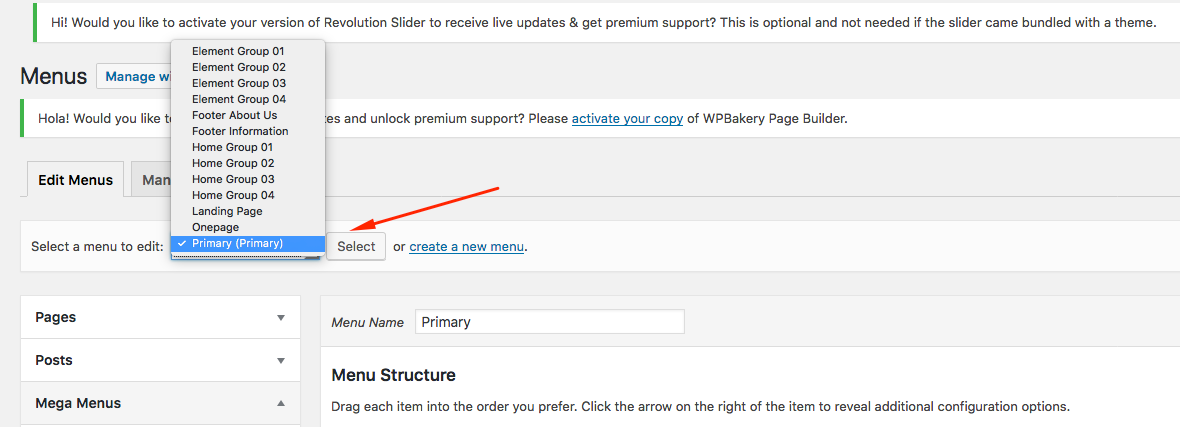 Hi! Would you like to activate your version of Revolution Slider to receive live updates & get premium support? This is optional and not needed if the slider came bundled with a theme.
Menus
Manage
Hola! Would you like
and unlock premium support? Please activate your copy of WPBakery Page Builder.
Element Group 01
Element Group 02
Element Group 03
Element Group 04
Footer About Us
Footer Information
Home Group 01
Home Group 02
Home Group 03
Home Group 04
Landing Page
Onepage
✓ Primary (Primary)
Edit Menus
Man
Select a menu to edit:
Select or create a new menu.
Pages
Posts
Mega Menus
Menu Name Primary
Menu Structure
Drag each item into the order you prefer. Click the arrow on the right of the item to reveal additional configuration options.